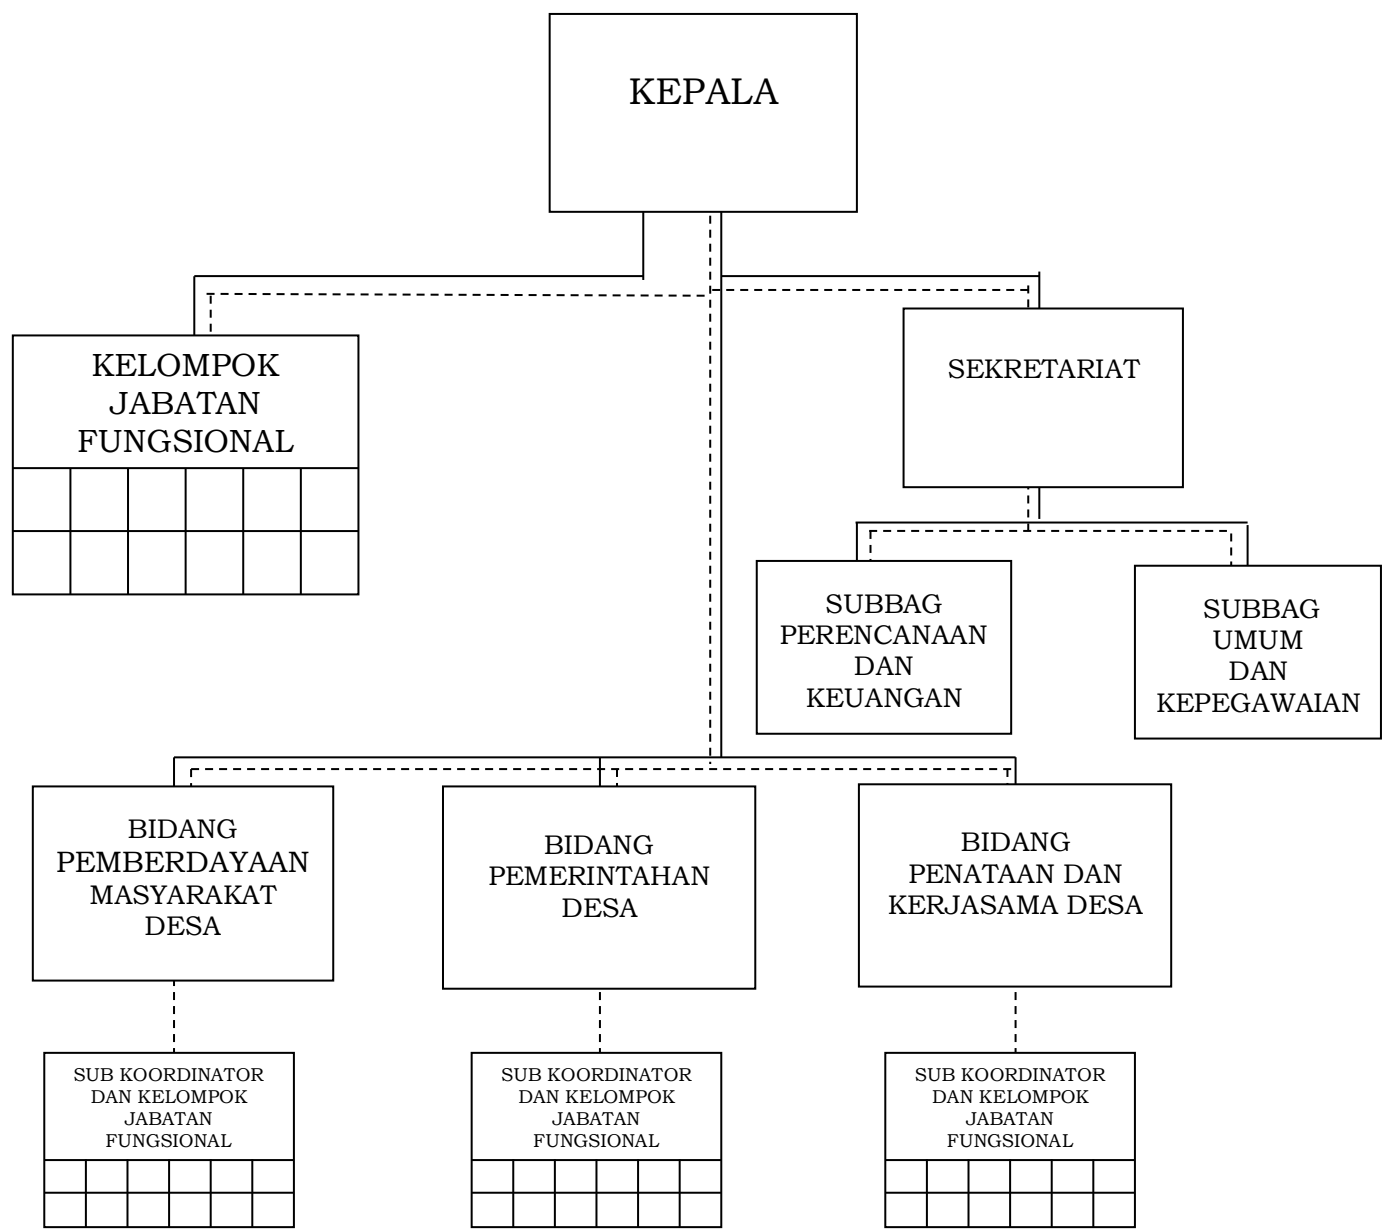 KEPALA
KELOMPOK
JABATAN
FUNGSIONAL
SEKRETARIAT
SUBBAG
PERENCANAAN
DAN
KEUANGAN
SUBBAG
UMUM
DAN
KEPEGAWAIAN
BIDANG
PEMBERDAYAAN
MASYARAKAT
DESA
BIDANG
PEMERINTAHAN
DESA
BIDANG
PENATAAN DAN
KERJASAMA DESA
SUB KOORDINATOR
DAN KELOMPOK
JABATAN
FUNGSIONAL
SUB KOORDINATOR
DAN KELOMPOK
JABATAN
FUNGSIONAL
SUB KOORDINATOR
DAN KELOMPOK
JABATAN
FUNGSIONAL